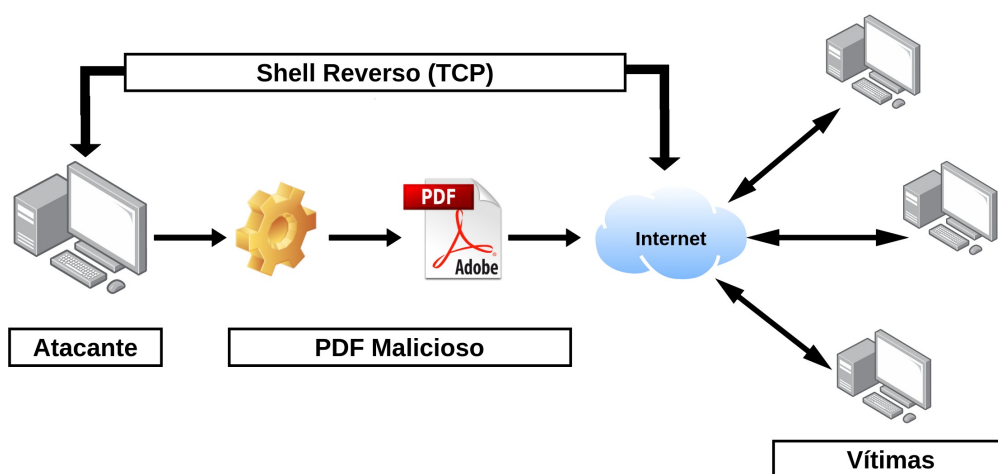 Shell Reverso (TCP)
PDF
Adobe
Internet
Atacante
PDF Malicioso
Vítimas